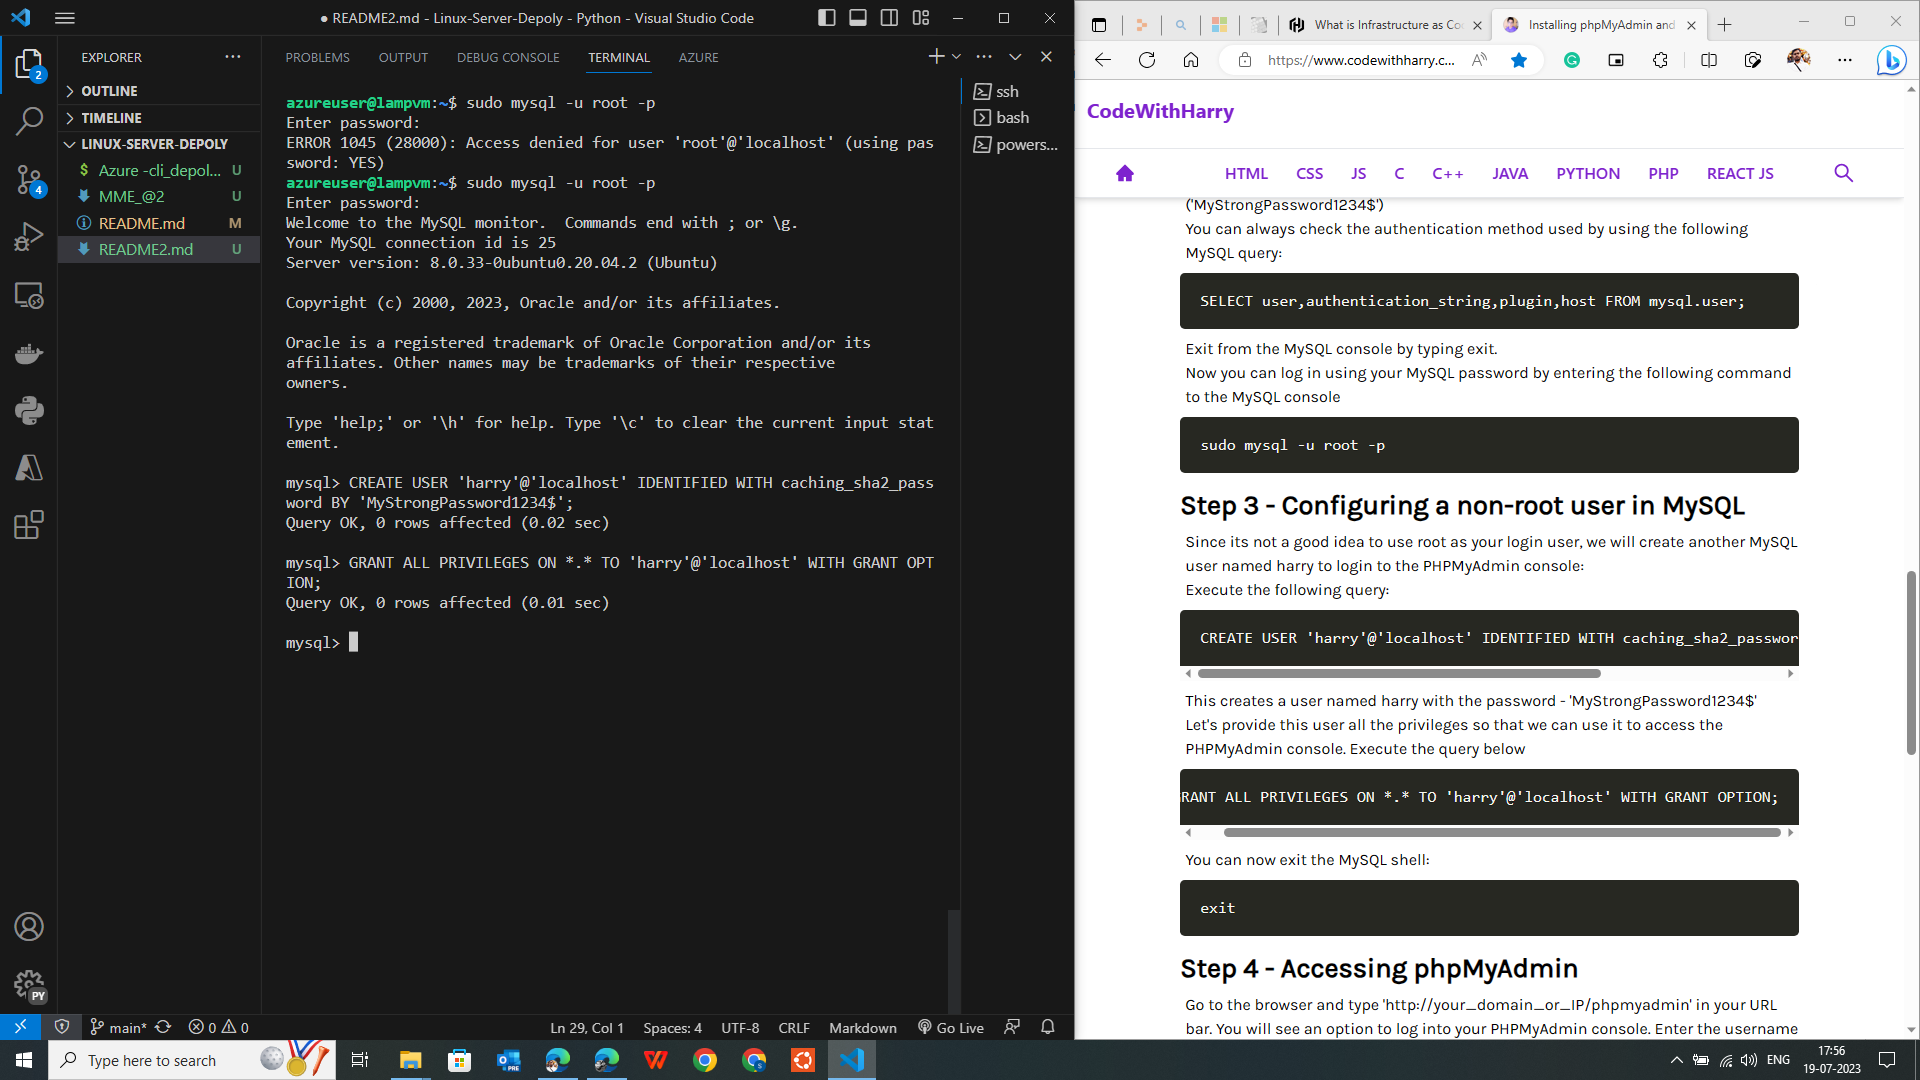 ● README2.md - Linux-Server-Depoly - Python - Visual Studio Code
EXPLORER
OUTLINE
TIMELINE
LINUX-SERVER-DEPOLY
$ Azure -cli_depol... U
MME_@2 U
README.md M
README2.md U
2
4
PY
PROBLEMS OUTPUT DEBUG CONSOLE TERMINAL AZURE
azureuser@lampvm:~$ sudo mysql -u root -p
Enter password:
ERROR 1045 (28000): Access denied for user 'root'@'localhost' (using pas
sword: YES)
azureuser@lampvm:~$ sudo mysql -u root -p
Enter password:
Welcome to the MySQL monitor.  Commands end with ; or \g.
Your MySQL connection id is 25
Server version: 8.0.33-0ubuntu0.20.04.2 (Ubuntu)
Copyright (c) 2000, 2023, Oracle and/or its affiliates.
Oracle is a registered trademark of Oracle Corporation and/or its
affiliates. Other names may be trademarks of their respective
owners.
Type 'help;' or '\h' for help. Type '\c' to clear the current input stat
ement.
mysql> CREATE USER 'harry'@'localhost' IDENTIFIED WITH caching_sha2_pass
word BY 'MyStrongPassword1234$';
Query OK, 0 rows affected (0.02 sec)
mysql> GRANT ALL PRIVILEGES ON *.* TO 'harry'@'localhost' WITH GRANT OPT
ION;
Query OK, 0 rows affected (0.01 sec)
mysql>
ssh
bash
powers...
main* 0 0 Ln 29, Col 1 Spaces: 4 UTF-8 CRLF Markdown Go Live
What is Infrastructure as Co
Installing phpMyAdmin and
https://www.codewithharry.c...
CodeWithHarry
HTML CSS JS C C++ JAVA PYTHON PHP REACT JS
('MyStrongPassword1234$')
You can always check the authentication method used by using the following
MySQL query:
SELECT user,authentication_string,plugin,host FROM mysql.user;
Exit from the MySQL console by typing exit.
Now you can log in using your MySQL password by entering the following command
to the MySQL console
sudo mysql -u root -p
Step 3 - Configuring a non-root user in MySQL
Since its not a good idea to use root as your login user, we will create another MySQL
user named harry to login to the PHPMyAdmin console:
Execute the following query:
CREATE USER 'harry'@'localhost' IDENTIFIED WITH caching_sha2_passwor
This creates a user named harry with the password - 'MyStrongPassword1234$'
Let's provide this user all the privileges so that we can use it to access the
PHPMyAdmin console. Execute the query below
GRANT ALL PRIVILEGES ON *.* TO 'harry'@'localhost' WITH GRANT OPTION;
You can now exit the MySQL shell:
exit
Step 4 - Accessing phpMyAdmin
Go to the browser and type 'http://your_domain_or_IP/phpmyadmin' in your URL
bar. You will see an option to log into your PHPMyAdmin console. Enter the username
Type here to search
ENG
17:56
19-07-2023